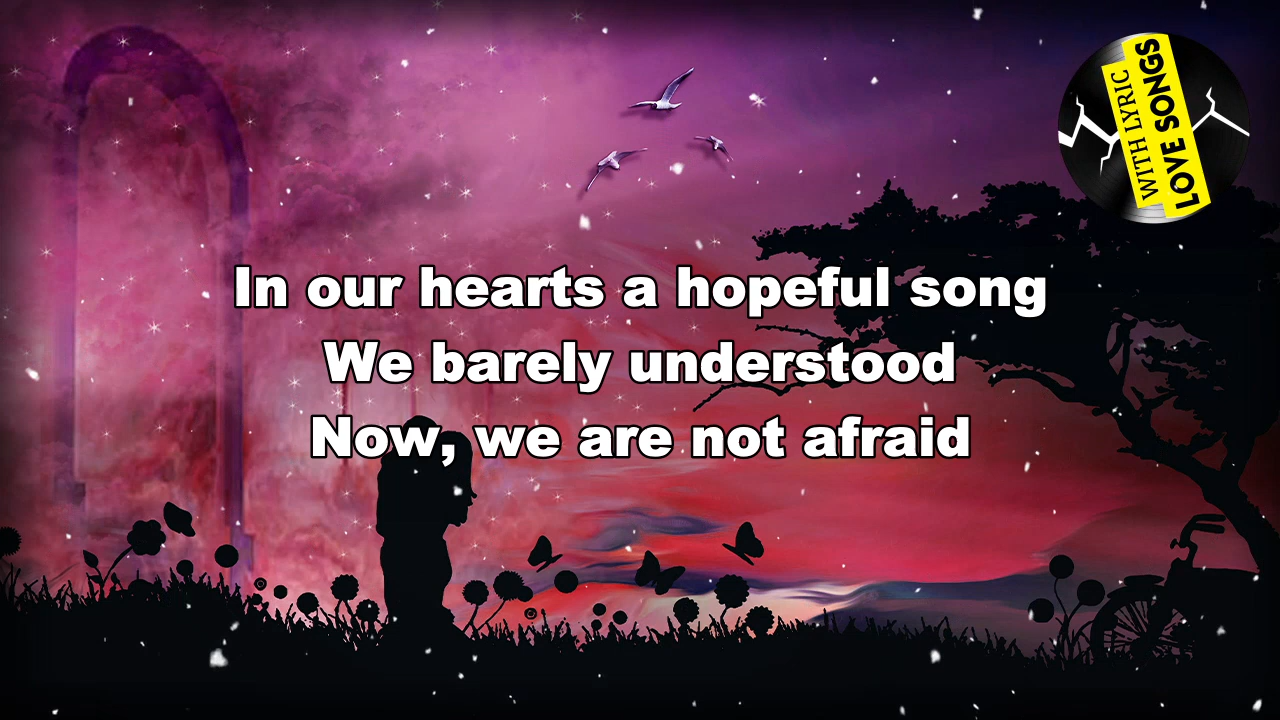 WITH LYRIC
LOVE SONGS
In our hearts a hopeful song
We barely understood
Now, we are not afraid